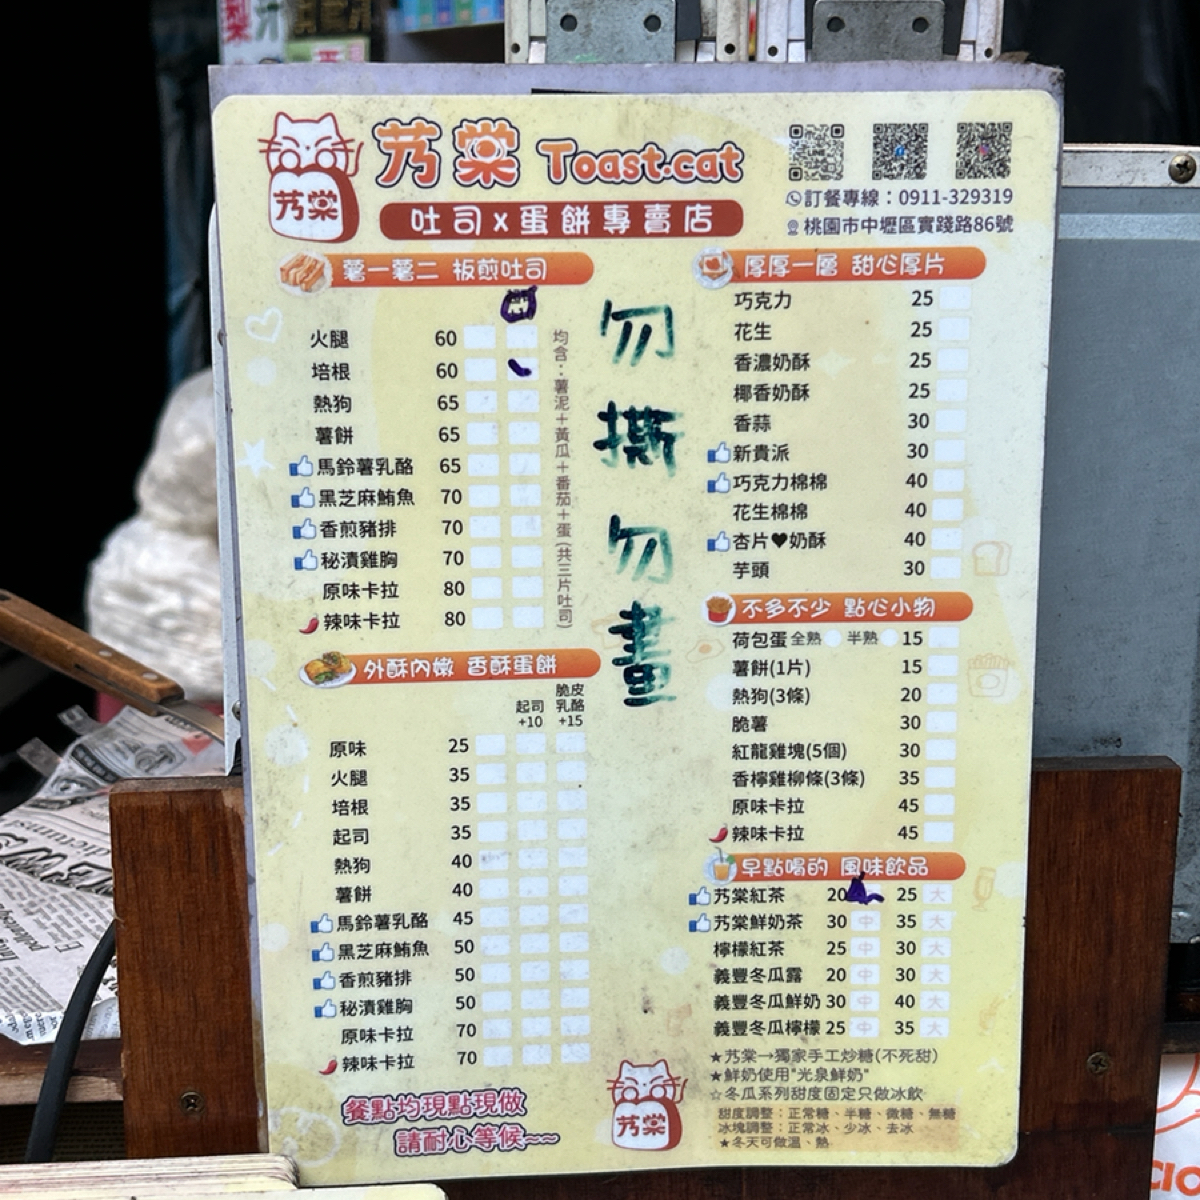 艿棠 Toast.cat
艿棠
吐司 x 蛋餅專賣店
LINE
訂餐專線：0911-329319
桃園市中壢區實踐路86號
薯一薯二 板煎吐司
火腿 60
培根 60
熱狗 65
薯餅 65
馬鈴薯乳酪 65
黑芝麻鮪魚 70
香煎豬排 70
秘漬雞胸 70
原味卡拉 80
辣味卡拉 80
均含：薯泥+黃瓜+番茄+蛋(共三片吐司)
勿撕勿畫
外酥內嫩 香酥蛋餅
起司+10 脆皮乳酪+15
原味 25
火腿 35
培根 35
起司 35
熱狗 40
薯餅 40
馬鈴薯乳酪 45
黑芝麻鮪魚 50
香煎豬排 50
秘漬雞胸 50
原味卡拉 70
辣味卡拉 70
餐點均現點現做
請耐心等候~~
厚厚一層 甜心厚片
巧克力 25
花生 25
香濃奶酥 25
椰香奶酥 25
香蒜 30
新貴派 30
巧克力棉棉 40
花生棉棉 40
杏片♥奶酥 40
芋頭 30
不多不少 點心小物
荷包蛋 全熟 半熟 15
薯餅(1片) 15
熱狗(3條) 20
脆薯 30
紅龍雞塊(5個) 30
香檸雞柳條(3條) 35
原味卡拉 45
辣味卡拉 45
早點喝的 風味飲品
艿棠紅茶 20 25 大
艿棠鮮奶茶 30 中 35 大
檸檬紅茶 25 中 30 大
義豐冬瓜露 20 中 30 大
義豐冬瓜鮮奶 30 中 40 大
義豐冬瓜檸檬 25 中 35 大
★艿棠→獨家手工炒糖(不死甜)
★鮮奶使用"光泉鮮奶"
☆冬瓜系列甜度固定只做冰飲
甜度調整：正常糖、半糖、微糖、無糖
冰塊調整：正常冰、少冰、去冰
★冬天可做溫、熱
艿棠